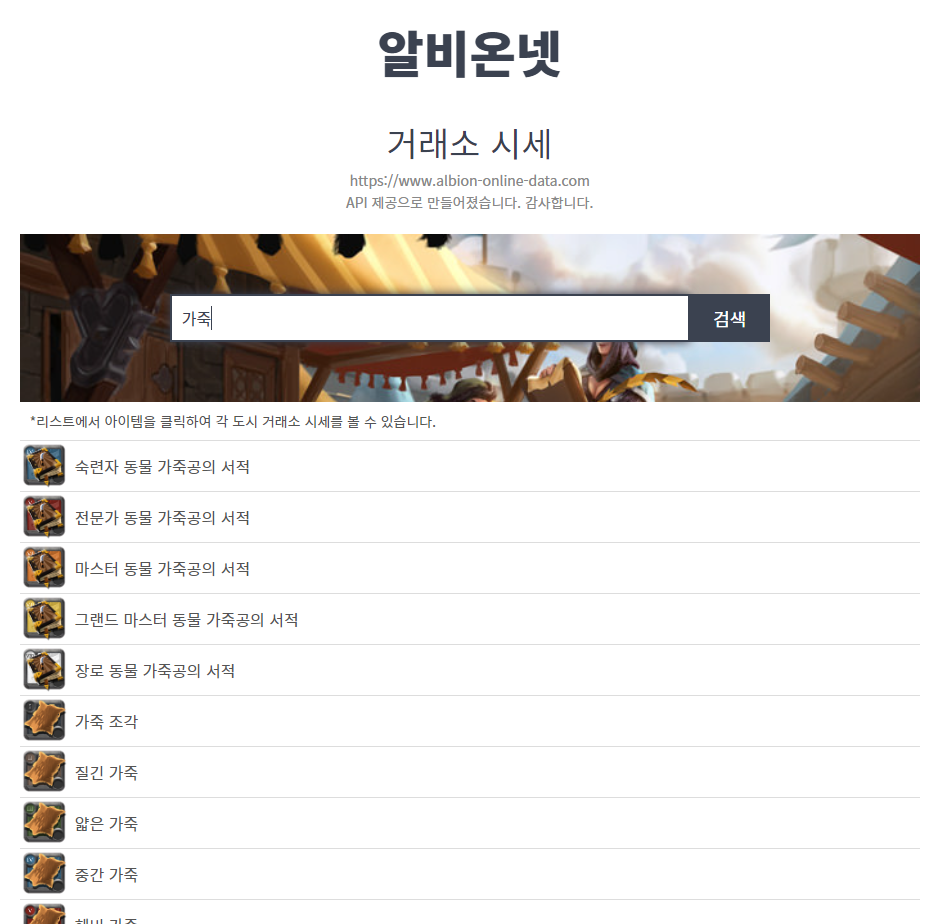 알비온넷
거래소 시세
https://www.albion-online-data.com
API 제공으로 만들어졌습니다. 감사합니다.
가죽
검색
*리스트에서 아이템을 클릭하여 각 도시 거래소 시세를 볼 수 있습니다.
숙련자 동물 가죽공의 서적
전문가 동물 가죽공의 서적
마스터 동물 가죽공의 서적
그랜드 마스터 동물 가죽공의 서적
장로 동물 가죽공의 서적
가죽 조각
질긴 가죽
얇은 가죽
중간 가죽